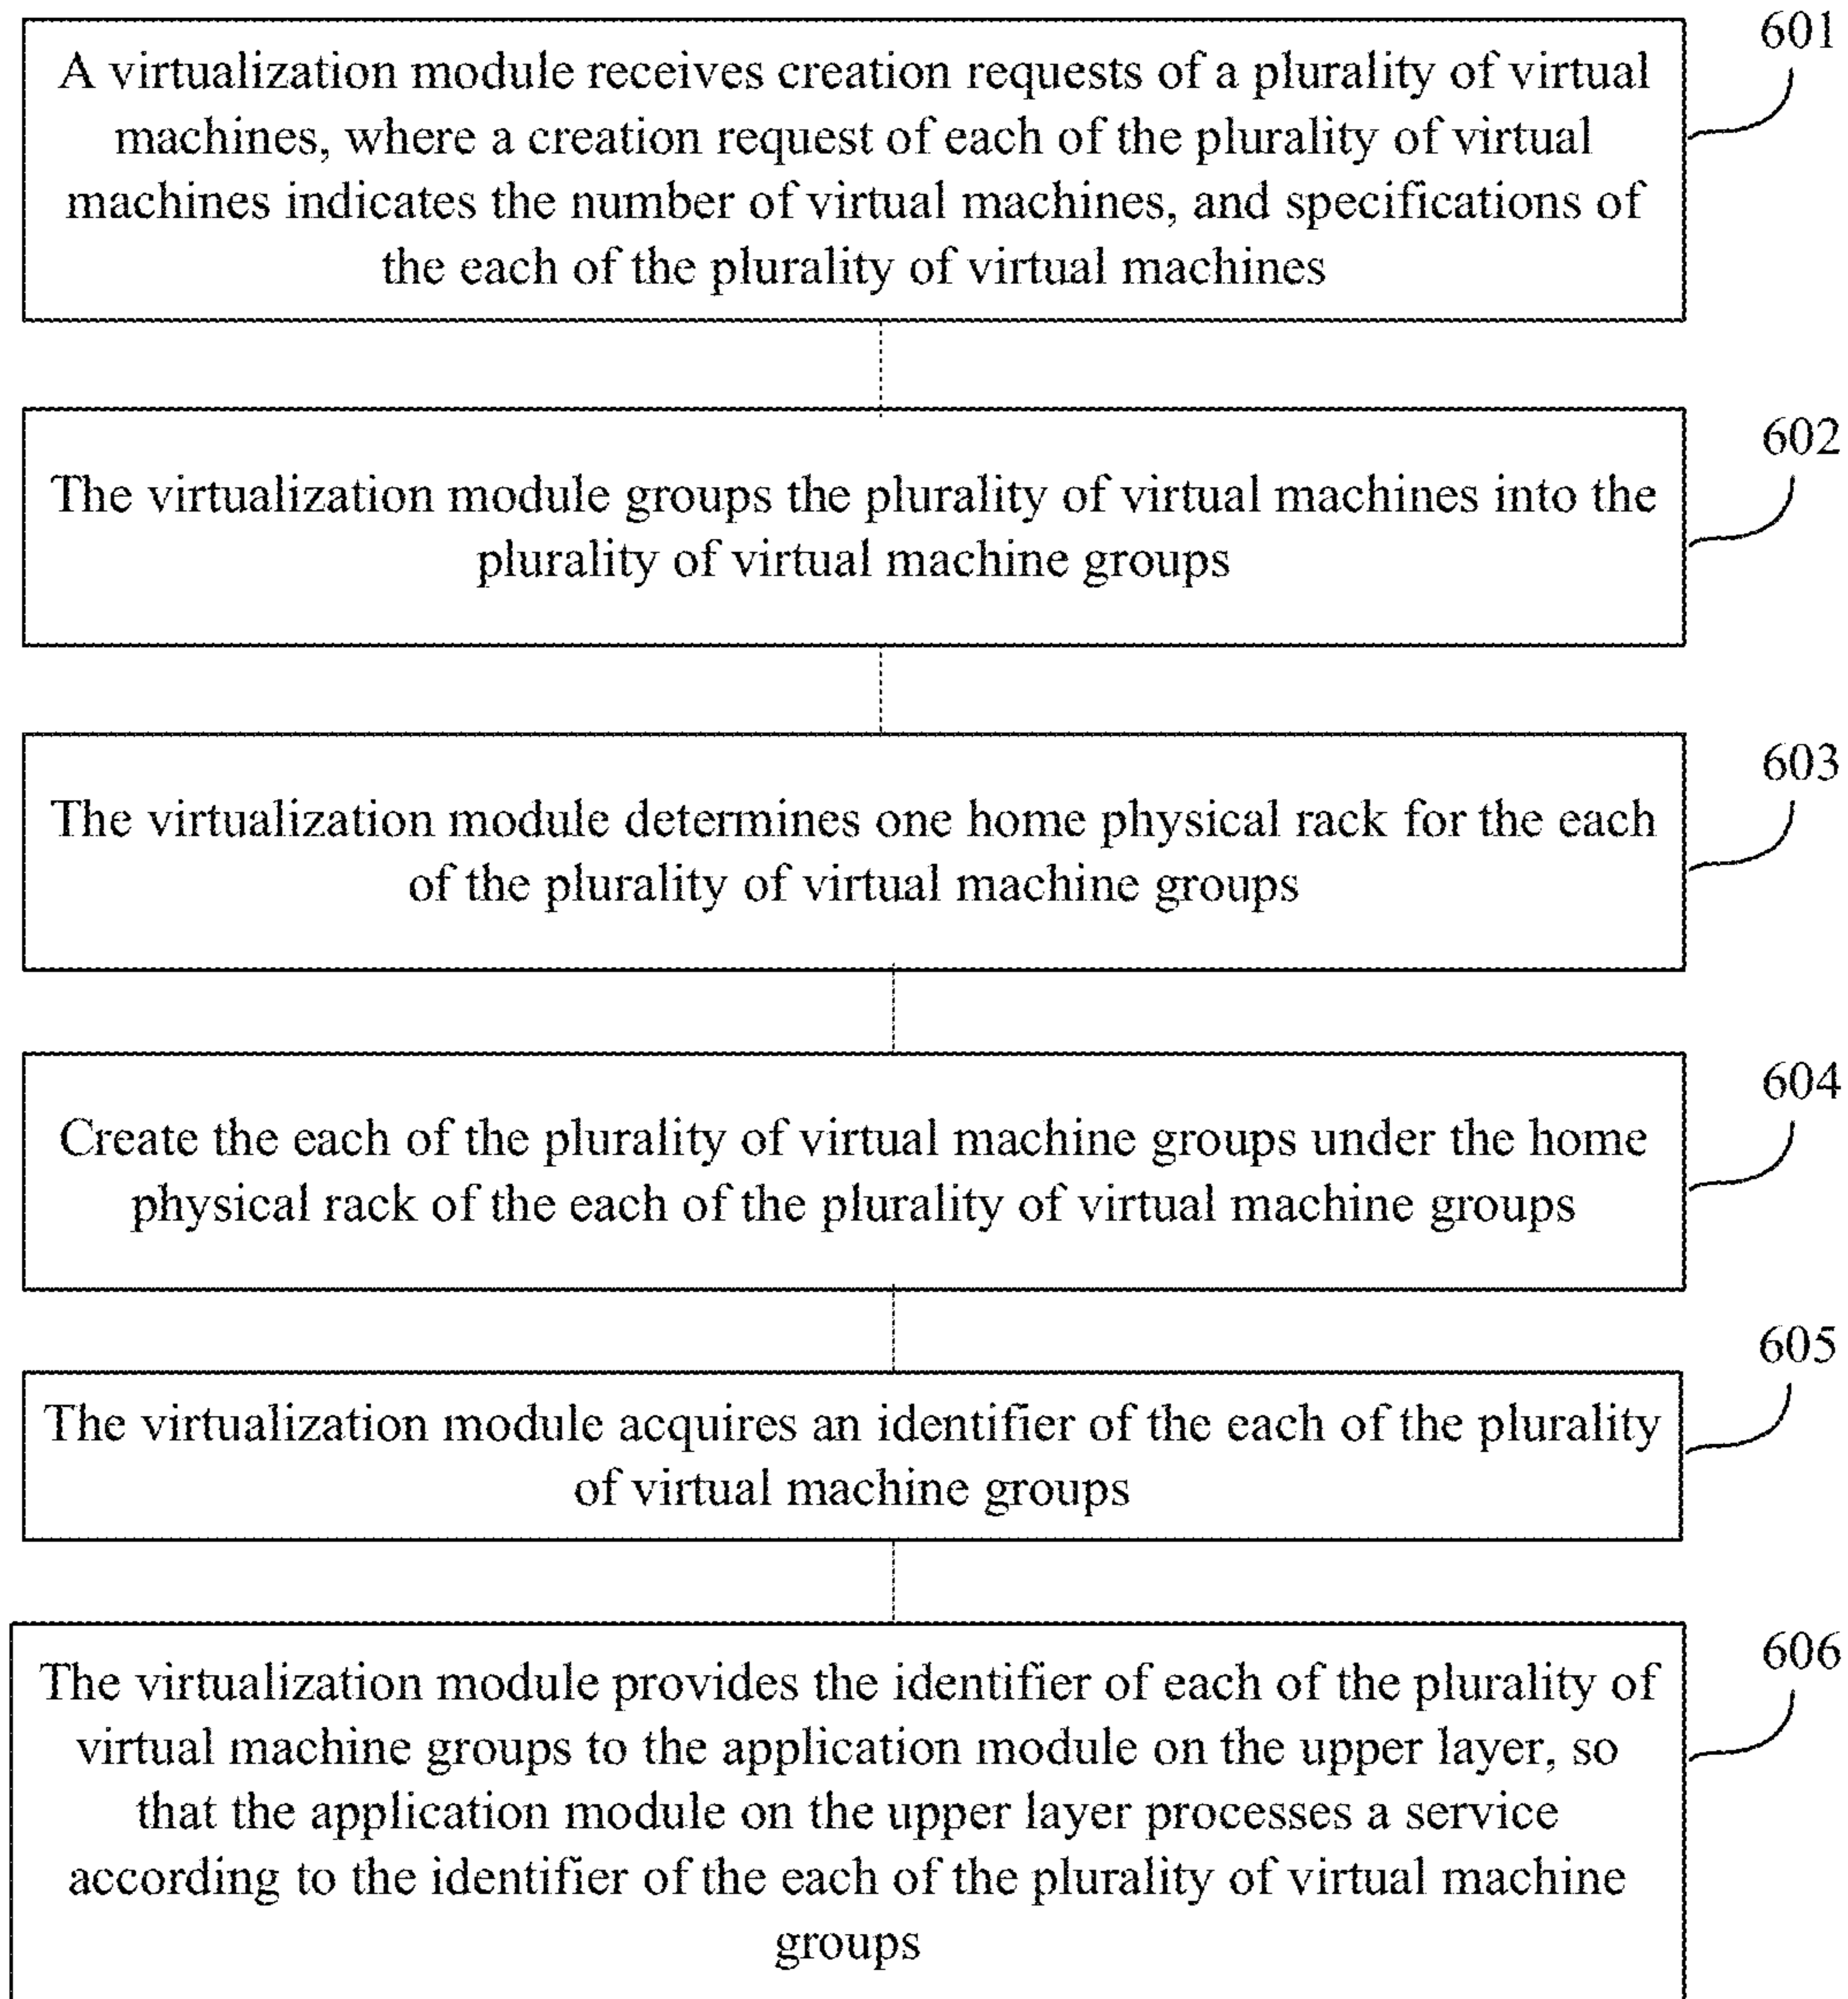 601
A virtualization module receives creation requests of a plurality of virtual
machines, where a creation request of each of the plurality of virtual
machines indicates the number of virtual machines, and specifications of
the each of the plurality of virtual machines
602
The virtualization module groups the plurality of virtual machines into the
plurality of virtual machine groups
603
The virtualization module determines one home physical rack for the each
of the plurality of virtual machine groups
604
Create the each of the plurality of virtual machine groups under the home
physical rack of the each of the plurality of virtual machine groups
605
The virtualization module acquires an identifier of the each of the plurality
of virtual machine groups
606
The virtualization module provides the identifier of each of the plurality of
virtual machine groups to the application module on the upper layer, so
that the application module on the upper layer processes a service
according to the identifier of the each of the plurality of virtual machine
groups